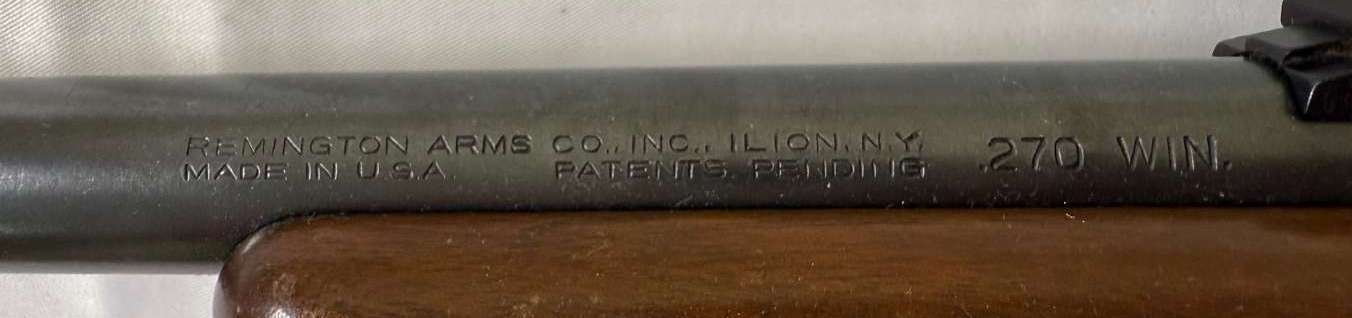 REMINGTON ARMS CO., INC., ILION, N.Y.
MADE IN U.S.A. PATENTS PENDING
.270 WIN.